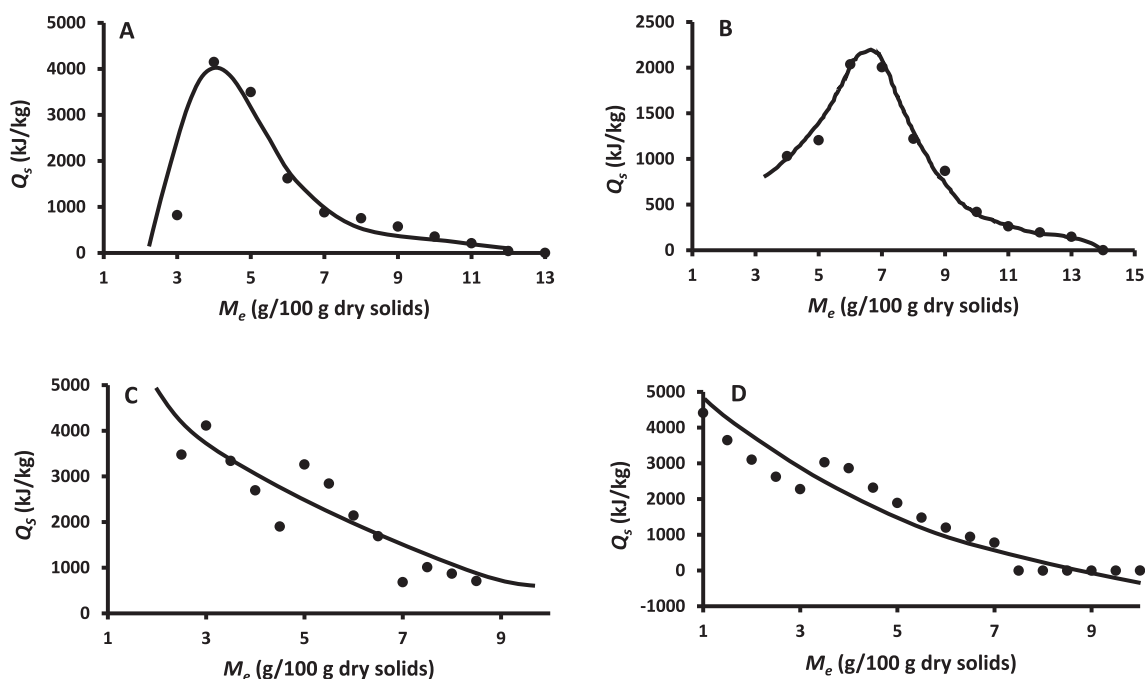 A
5000
4000
3000
2000
1000
0
Qs (kJ/kg)
1 3 5 7 9 11 13
Me (g/100 g dry solids)
B
2500
2000
1500
1000
500
0
Qs (kJ/kg)
1 3 5 7 9 11 13 15
Me (g/100 g dry solids)
C
5000
4000
3000
2000
1000
0
Qs (kJ/kg)
1 3 5 7 9
Me (g/100 g dry solids)
D
5000
4000
3000
2000
1000
0
-1000
Qs (kJ/kg)
1 3 5 7 9
Me (g/100 g dry solids)